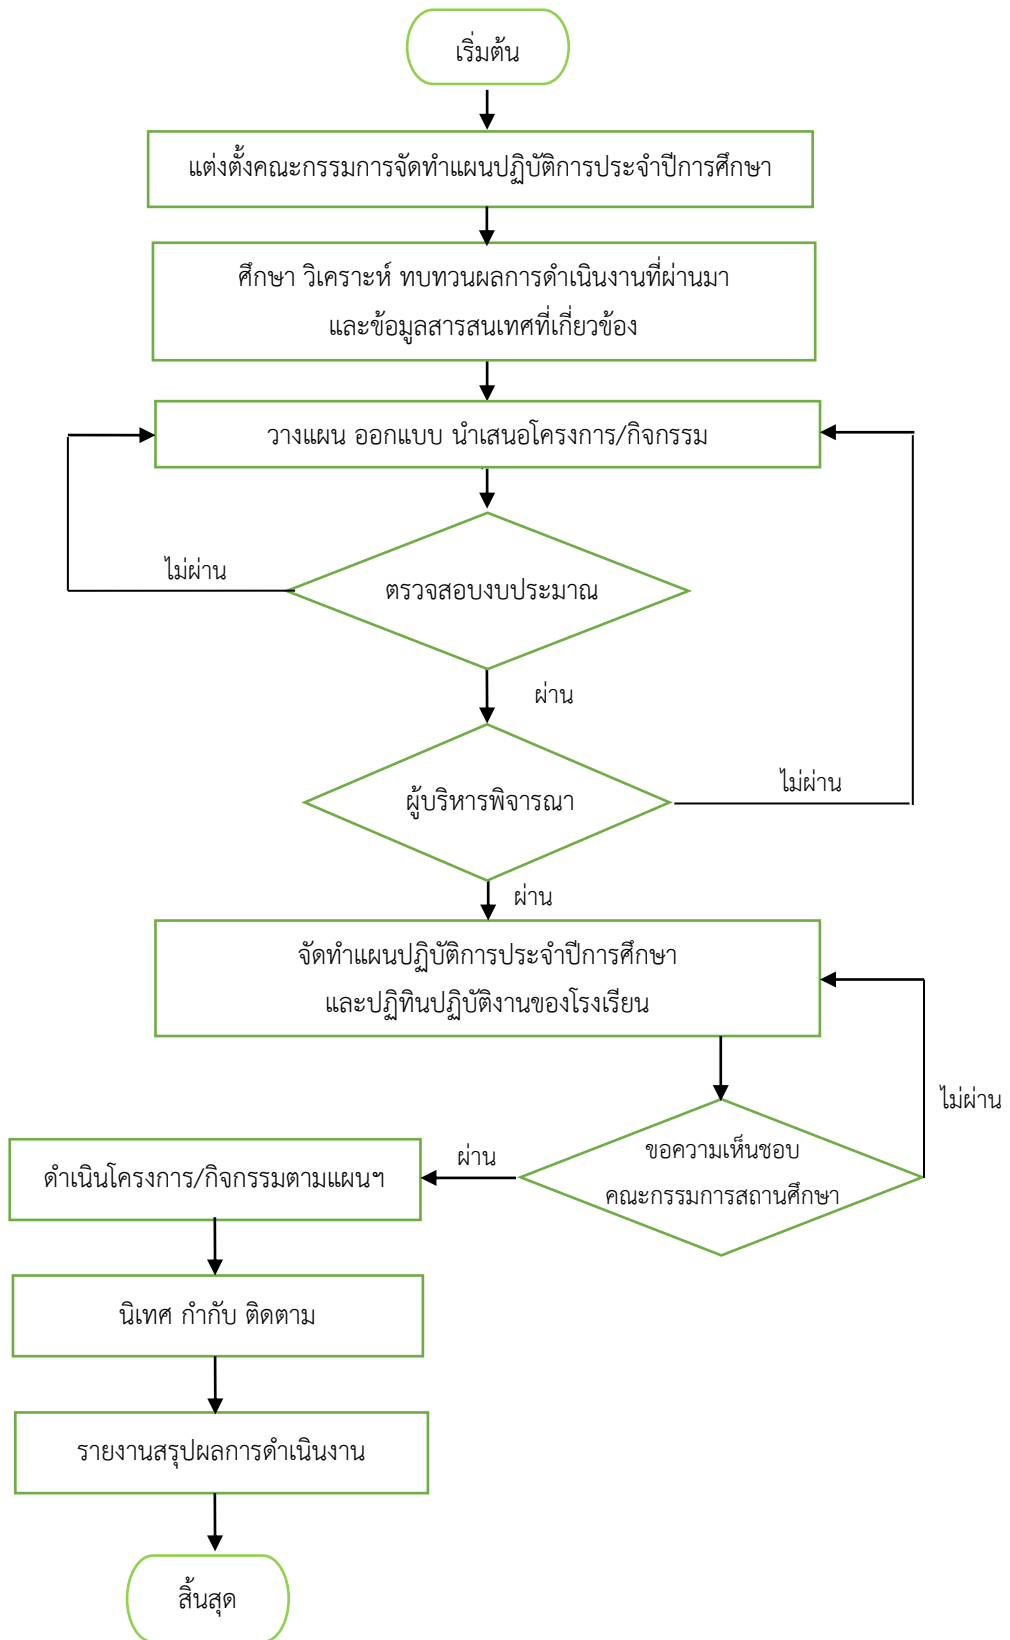 เริ่มต้น
แต่งตั้งคณะกรรมการจัดทำแผนปฏิบัติการประจำปีการศึกษา
ศึกษา วิเคราะห์ ทบทวนผลการดำเนินงานที่ผ่านมา
และข้อมูลสารสนเทศที่เกี่ยวข้อง
วางแผน ออกแบบ นำเสนอโครงการ/กิจกรรม
ไม่ผ่าน
ตรวจสอบงบประมาณ
ผ่าน
ไม่ผ่าน
ผู้บริหารพิจารณา
ผ่าน
จัดทำแผนปฏิบัติการประจำปีการศึกษา
และปฏิทินปฏิบัติงานของโรงเรียน
ไม่ผ่าน
ขอความเห็นชอบ
คณะกรรมการสถานศึกษา
ผ่าน
ดำเนินโครงการ/กิจกรรมตามแผนฯ
นิเทศ กำกับ ติดตาม
รายงานสรุปผลการดำเนินงาน
สิ้นสุด